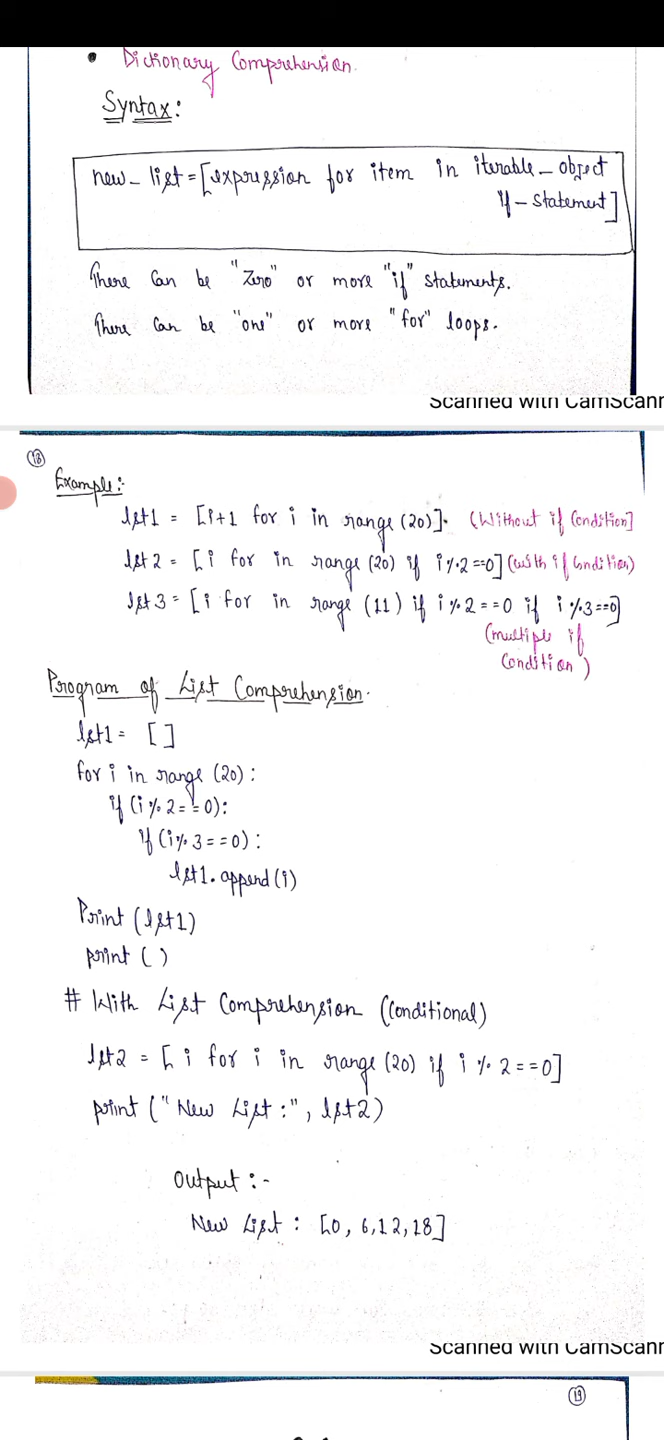 • Dictionary Comprehension.
Syntax:
new_list = [expression for item in iterable_object
if-statement]
There can be "Zero" or more "if" statements.
There can be "one" or more "for" loops.
Scanned with CamScann
18
Example:
lst1 = [i+1 for i in range (20)]. (Without if Condition]
lst 2 = [ i for in range (20) if i%2==0] (with if Condition)
lst 3 = [ i for in range (11) if i%2==0 if i%3==0]
(multiple if
Condition)
Program of List Comprehension.
lst1 = [ ]
for i in range (20):
if (i%2==0):
if (i%3==0):
lst1.append(i)
Print (lst1)
print ( )
# With List Comprehension (Conditional)
lst2 = [ i for i in range (20) if i % 2==0]
print ("New List:", lst2)
Output :-
New List : [0, 6,12,18]
Scanned with CamScann
19